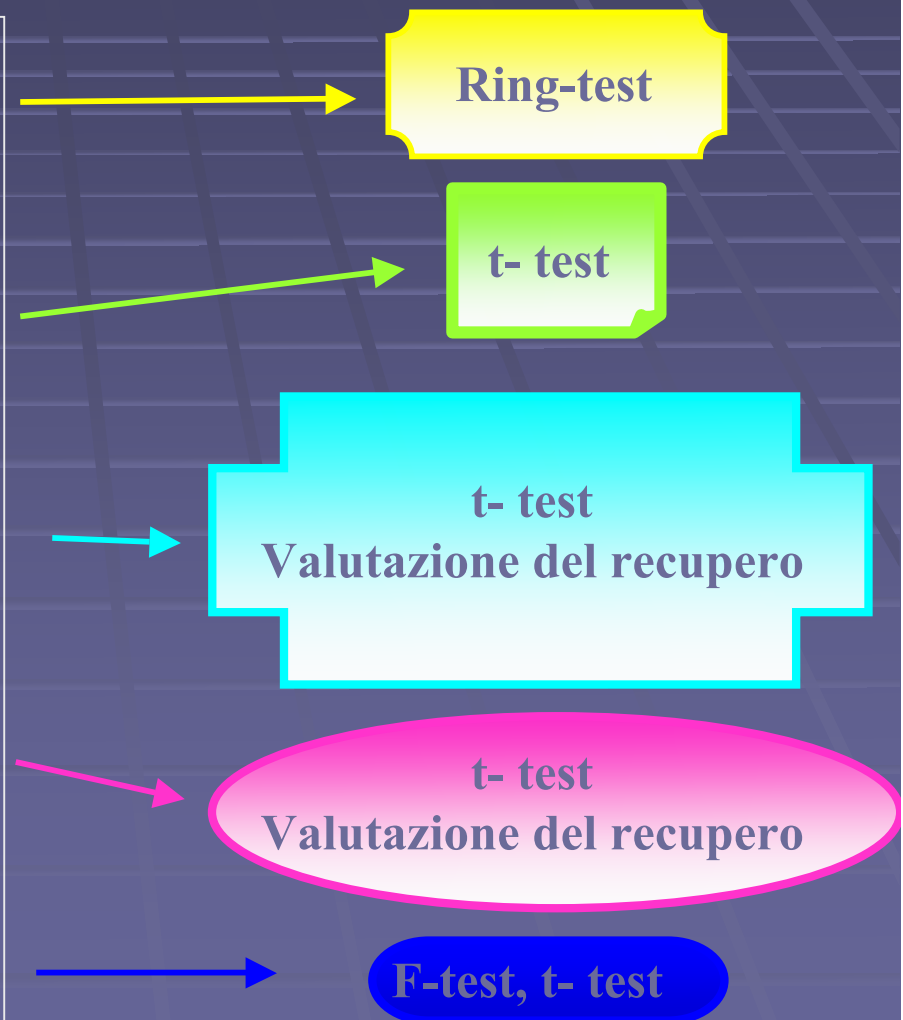 Ring-test
t- test
t- test
Valutazione del recupero
t- test
Valutazione del recupero
F-test, t- test